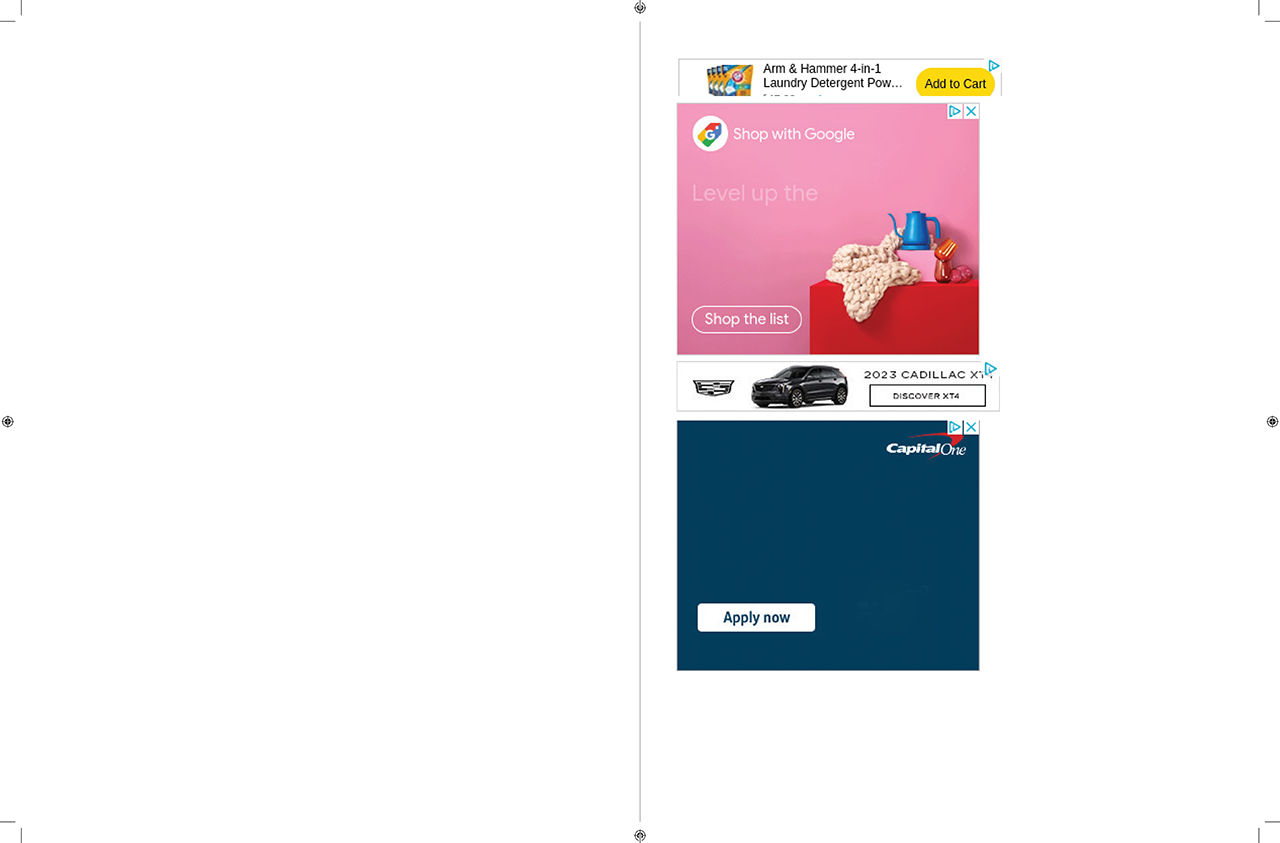 Arm & Hammer 4-in-1
Laundry Detergent Pow...
Add to Cart
G Shop with Google
Level up the
Shop the list
2023 CADILLAC XT4
DISCOVER XT4
Capital One
Apply now